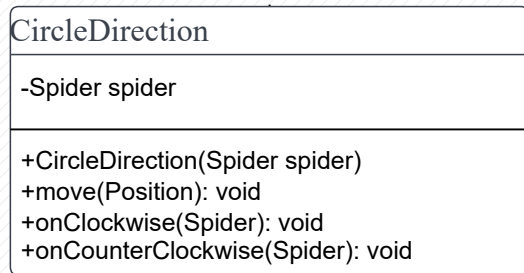 CircleDirection
-Spider spider
+CircleDirection(Spider spider)
+move(Position): void
+onClockwise(Spider): void
+onCounterClockwise(Spider): void